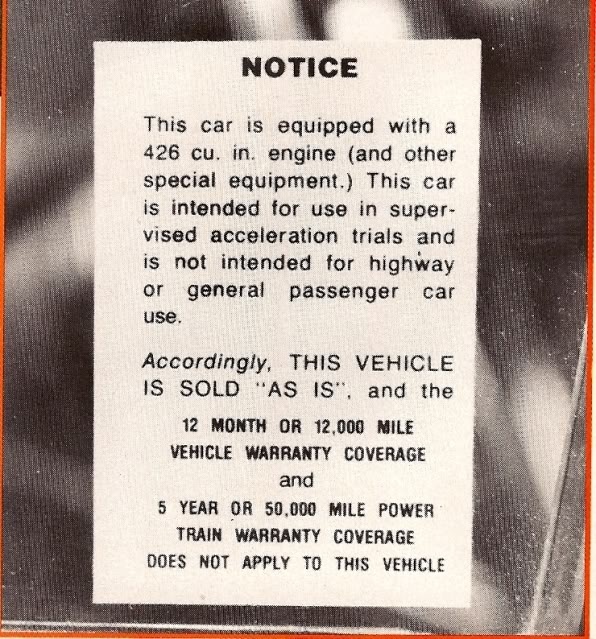 NOTICE
This car is equipped with a
426 cu. in. engine (and other
special equipment.) This car
is intended for use in super-
vised acceleration trials and
is not intended for highway
or general passenger car
use.
Accordingly, THIS VEHICLE
IS SOLD "AS IS", and the
12 MONTH OR 12,000 MILE
VEHICLE WARRANTY COVERAGE
and
5 YEAR OR 50,000 MILE POWER
TRAIN WARRANTY COVERAGE
DOES NOT APPLY TO THIS VEHICLE